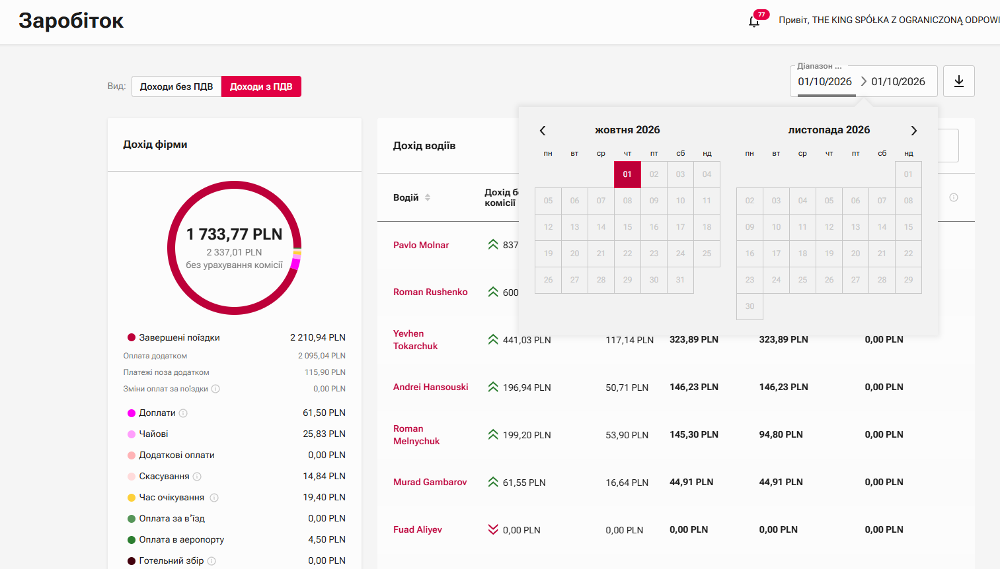 Заробіток
77
Привіт, THE KING SPÓŁKA Z OGRANICZONĄ ODPOWI
Вид:
Доходи без ПДВ
Доходи з ПДВ
Діапазон ...
01/10/2026
01/10/2026
жовтня 2026
листопада 2026
пн вт ср чт пт сб нд
пн вт ср чт пт сб нд
01 02 03 04
01
05 06 07 08 09 10 11
02 03 04 05 06 07 08
12 13 14 15 16 17 18
09 10 11 12 13 14 15
19 20 21 22 23 24 25
16 17 18 19 20 21 22
26 27 28 29 30 31
23 24 25 26 27 28 29
30
Дохід фірми
1 733,77 PLN
2 337,01 PLN
без урахування комісії
Завершені поїздки 2 210,94 PLN
Оплата додатком 2 095,04 PLN
Платежі поза додатком 115,90 PLN
Зміни оплат за поїздки 0,00 PLN
Доплати 61,50 PLN
Чайові 25,83 PLN
Додаткові оплати 0,00 PLN
Скасування 14,84 PLN
Час очікування 19,40 PLN
Оплата за в’їзд 0,00 PLN
Оплата в аеропорту 4,50 PLN
Готельний збір 0,00 PLN
Дохід водіїв
Водій
Дохід
комісії
Pavlo Molnar 837
Roman Rushenko 600
Yevhen
Tokarchuk
441,03 PLN 117,14 PLN 323,89 PLN 323,89 PLN 0,00 PLN
Andrei Hansouski 196,94 PLN 50,71 PLN 146,23 PLN 146,23 PLN 0,00 PLN
Roman
Melnychuk
199,20 PLN 53,90 PLN 145,30 PLN 94,80 PLN 0,00 PLN
Murad Gambarov 61,55 PLN 16,64 PLN 44,91 PLN 44,91 PLN 0,00 PLN
Fuad Aliyev 0,00 PLN 0,00 PLN 0,00 PLN 0,00 PLN 0,00 PLN